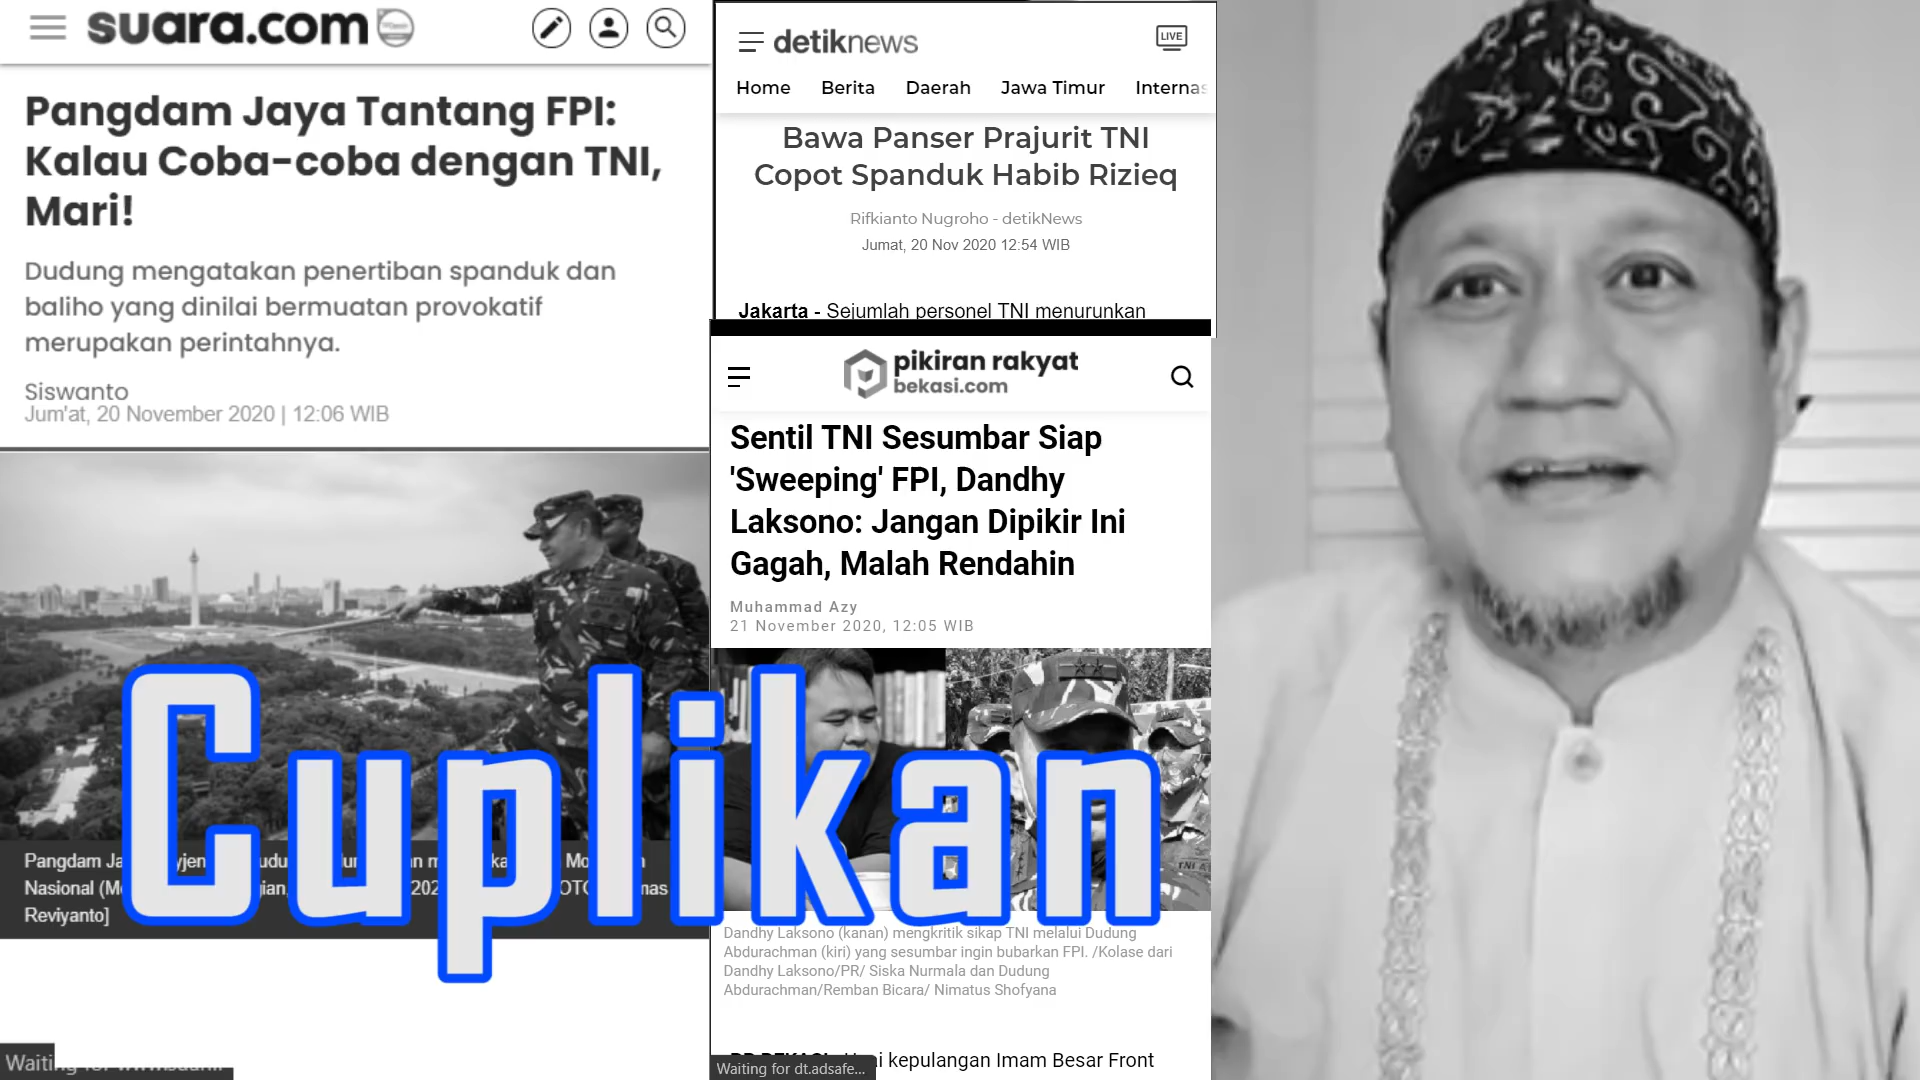 suara.com
Pangdam Jaya Tantang FPI:
Kalau Coba-coba dengan TNI,
Mari!
Dudung mengatakan penertiban spanduk dan
baliho yang dinilai bermuatan provokatif
merupakan perintahnya.
Siswanto
Jum'at, 20 November 2020 | 12:06 WIB
Pangdam
Nasional
Reviyanto]
detiknews
LIVE
Home Berita Daerah Jawa Timur Internas
Bawa Panser Prajurit TNI
Copot Spanduk Habib Rizieq
Rifkianto Nugroho - detikNews
Jumat, 20 Nov 2020 12:54 WIB
Jakarta - Sejumlah personel TNI menurunkan
pikiran rakyat
bekasi.com
Sentil TNI Sesumbar Siap
'Sweeping' FPI, Dandhy
Laksono: Jangan Dipikir Ini
Gagah, Malah Rendahin
Muhammad Azy
21 November 2020, 12:05 WIB
Cuplikan
Dandhy Laksono (kanan) mengkritik sikap TNI melalui Dudung
Abdurachman (kiri) yang sesumbar ingin bubarkan FPI. /Kolase dari
Dandhy Laksono/PR/ Siska Nurmala dan Dudung
Abdurachman/Remban Bicara/ Nimatus Shofyana
kepulangan Imam Besar Front
Waiting for dt.adsafe...